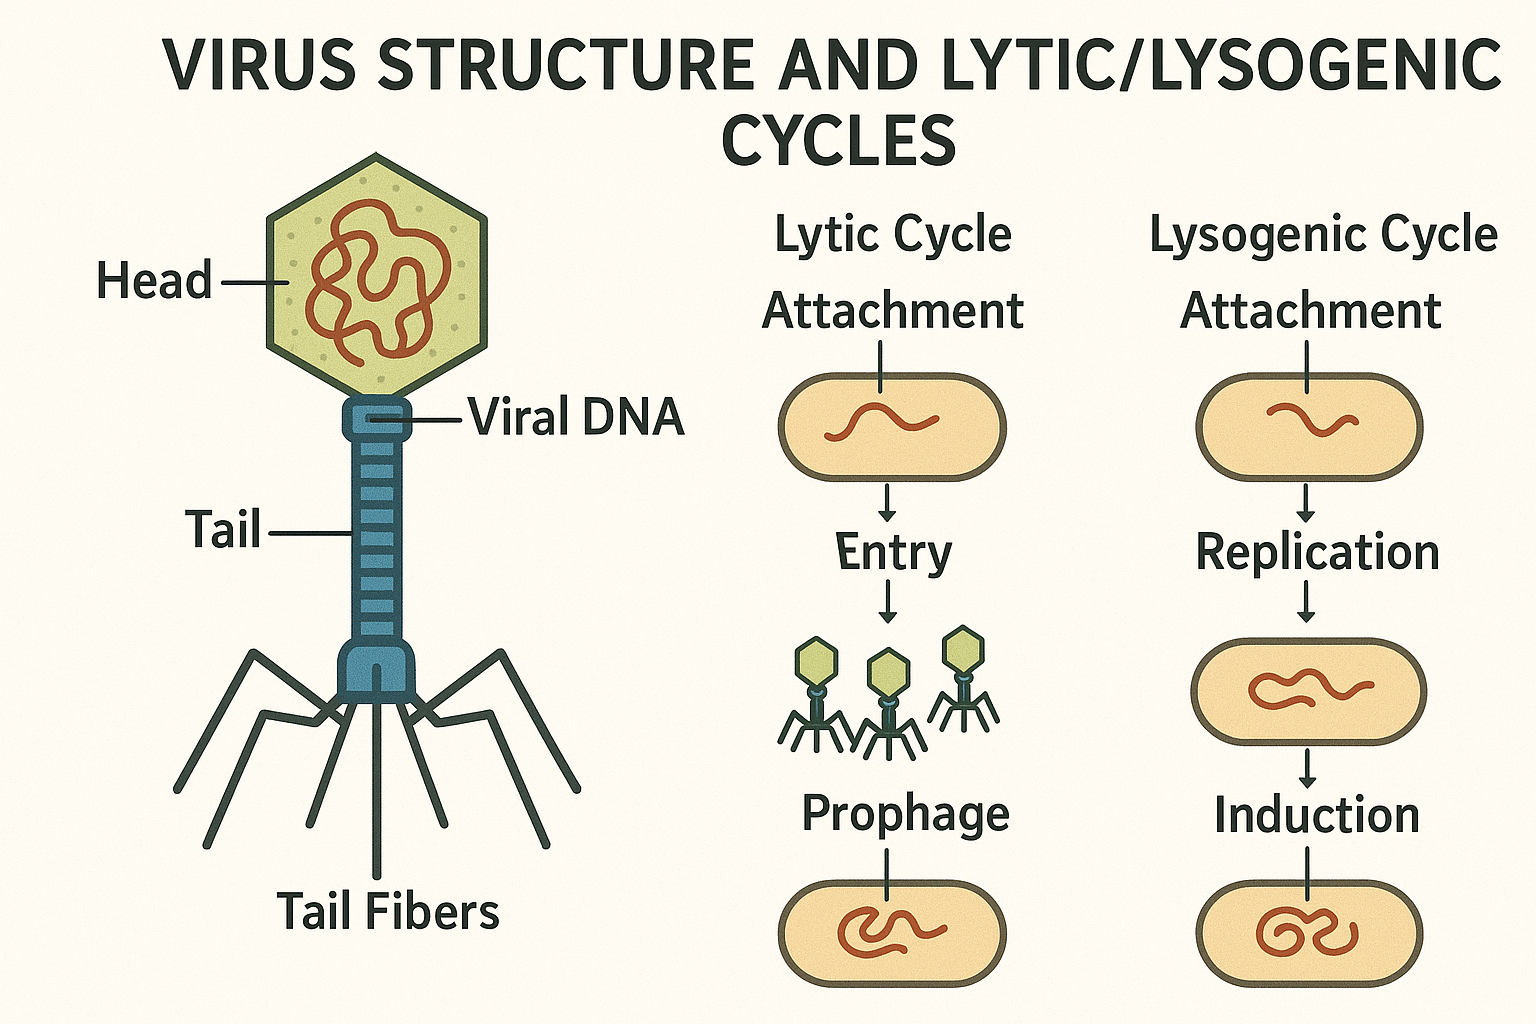 VIRUS STRUCTURE AND LYTIC/LYSOGENIC
CYCLES
Head
Viral DNA
Tail
Tail Fibers
Lytic Cycle
Attachment
Entry
Prophage
Lysogenic Cycle
Attachment
Replication
Induction